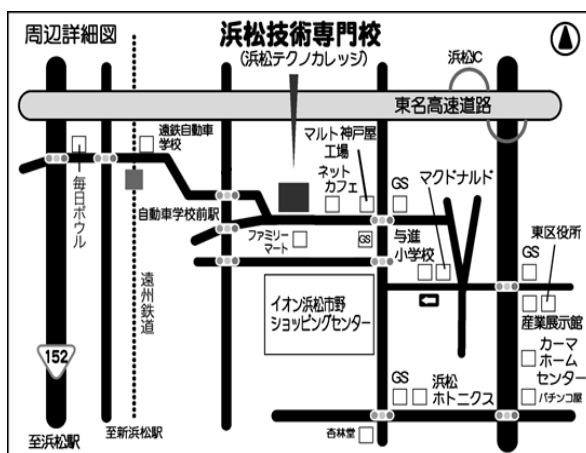 周辺詳細図
浜松技術専門校
(浜松テクノカレッジ)
浜松IC
東名高速道路
遠鉄自動車
学校
マルト神戸屋
工場
ネット
カフェ
GS
マクドナルド
毎日ボウル
自動車学校前駅
ファミリー
マート
GS
与進
小学校
東区役所
GS
遠州鉄道
イオン浜松市野
ショッピングセンター
産業展示館
カーマ
ホーム
センター
152
GS
浜松
ホトニクス
パチンコ屋
至浜松駅
至新浜松駅
杏林堂